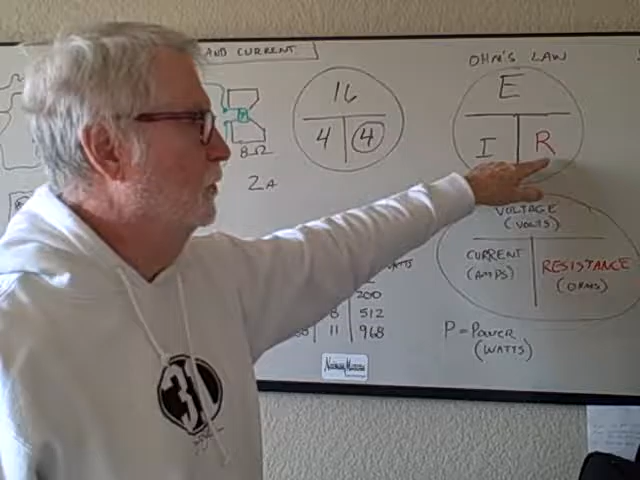 AND CURRENT
OHM'S LAW
16
4 4
E
I R
8Ω
2A
VOLTAGE
(VOLTS)
CURRENT
(AMPS)
RESISTANCE
(OHMS)
200
8 512
11 968
P = POWER
(WATTS)
31